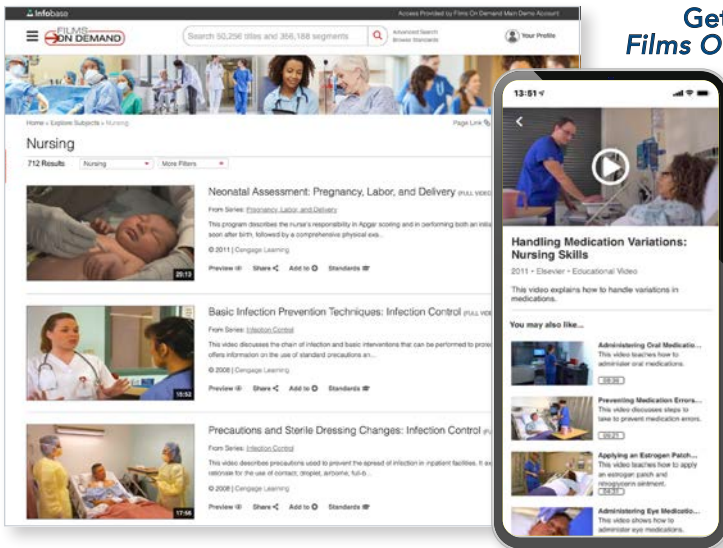 Get
Films O
Infobase
Access Provided by Films On Demand Main Demo Account
FILMS
ON DEMAND
Search 50,256 titles and 366,188 segments
Advanced Search
Browse Standards
Your Profile
Home » Explore Subjects » Nursing
Page Link
Nursing
712 Results
Nursing
More Filters
Neonatal Assessment: Pregnancy, Labor, and Delivery (FULL VIDEO
From Series: Pregnancy, Labor, and Delivery
This program describes the nurse's responsibility in Apgar scoring and in performing both an initia
soon after birth, followed by a comprehensive physical exa...
© 2011 | Cengage Learning
Preview Share Add to Standards
29:13
Basic Infection Prevention Techniques: Infection Control (FULL VIDE
From Series: Infection Control
This video discusses the chain of infection and basic interventions that can be performed to prote
offers information on the use of standard precautions an...
© 2008 | Cengage Learning
Preview Share Add to Standards
15:52
Precautions and Sterile Dressing Changes: Infection Control (FU
From Series: Infection Control
This video describes precautions used to prevent the spread of infection in inpatient facilities. It ex
rationale for the use of contact, droplet, airborne, full-b...
© 2008 | Cengage Learning
Preview Share Add to Standards
17:56
13:51
Handling Medication Variations:
Nursing Skills
2011 • Elsevier • Educational Video
This video explains how to handle variations in
medications.
You may also like...
Administering Oral Medicatio...
This video teaches how to
administer oral medications.
Preventing Medication Errors...
This video discusses steps to
take to prevent medication errors.
Applying an Estrogen Patch...
This video teaches how to apply
an estrogen patch and
nitroglycerin ointment.
Administering Eye Medicatio...
This video shows how to
administer eye medications.